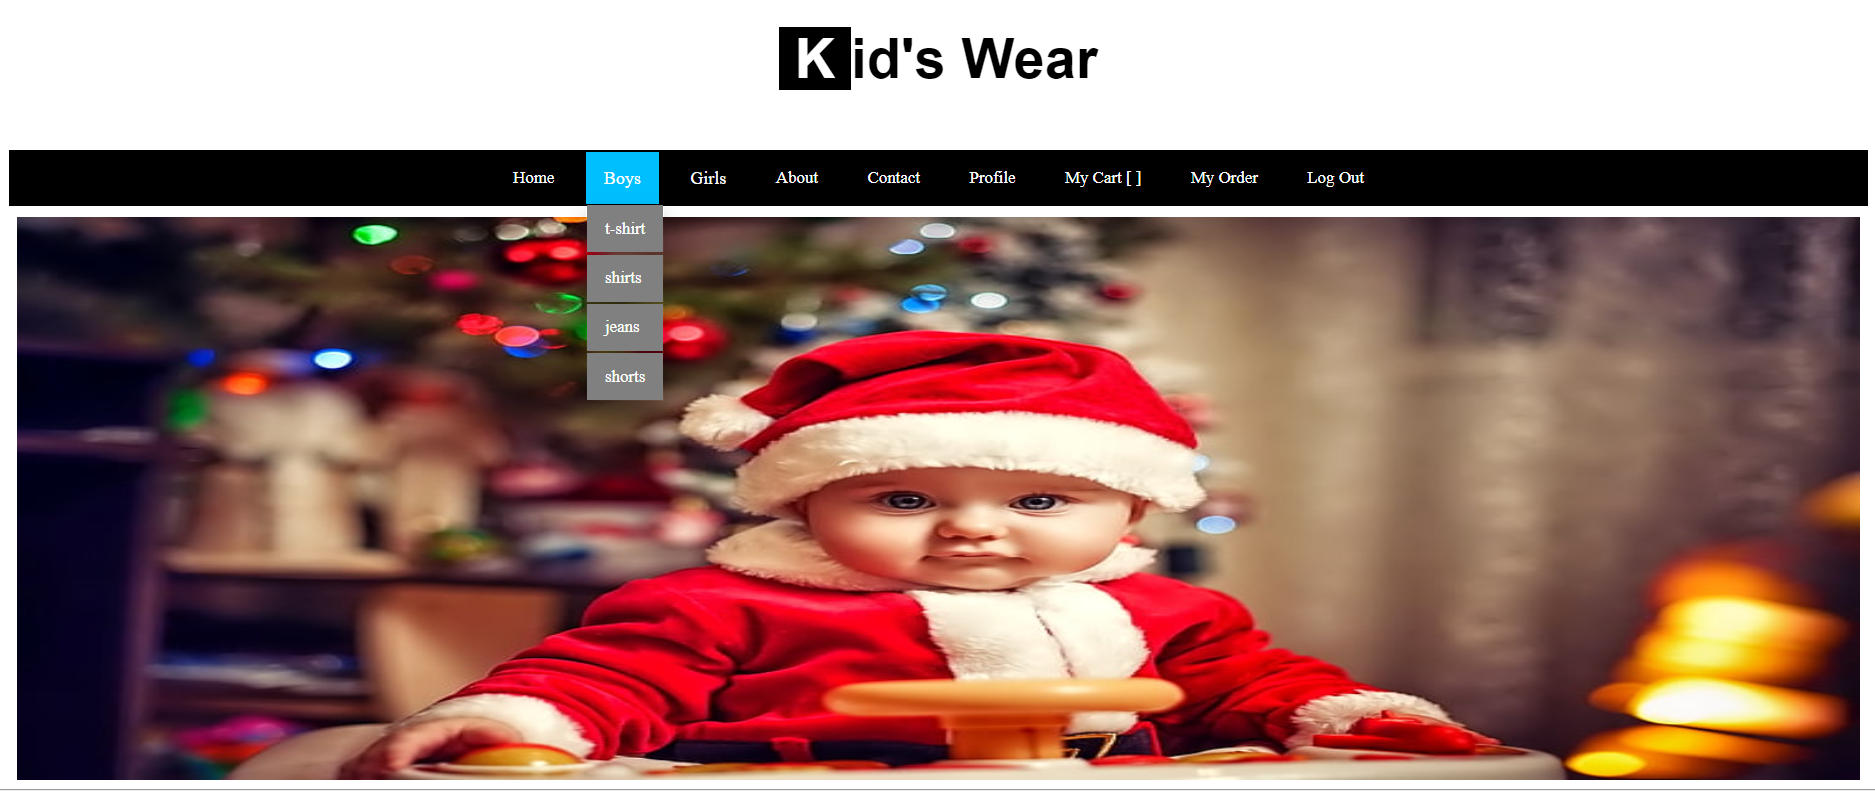 Kid's Wear
Home Boys Girls About Contact Profile My Cart [ ] My Order Log Out
t-shirt
shirts
jeans
shorts